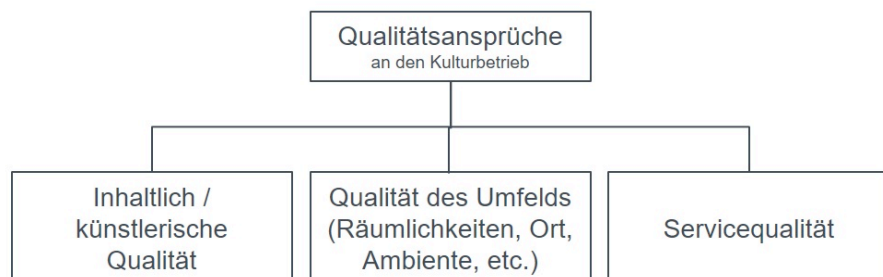 Qualitätsansprüche
an den Kulturbetrieb
Inhaltlich /
künstlerische
Qualität
Qualität des Umfelds
(Räumlichkeiten, Ort,
Ambiente, etc.)
Servicequalität